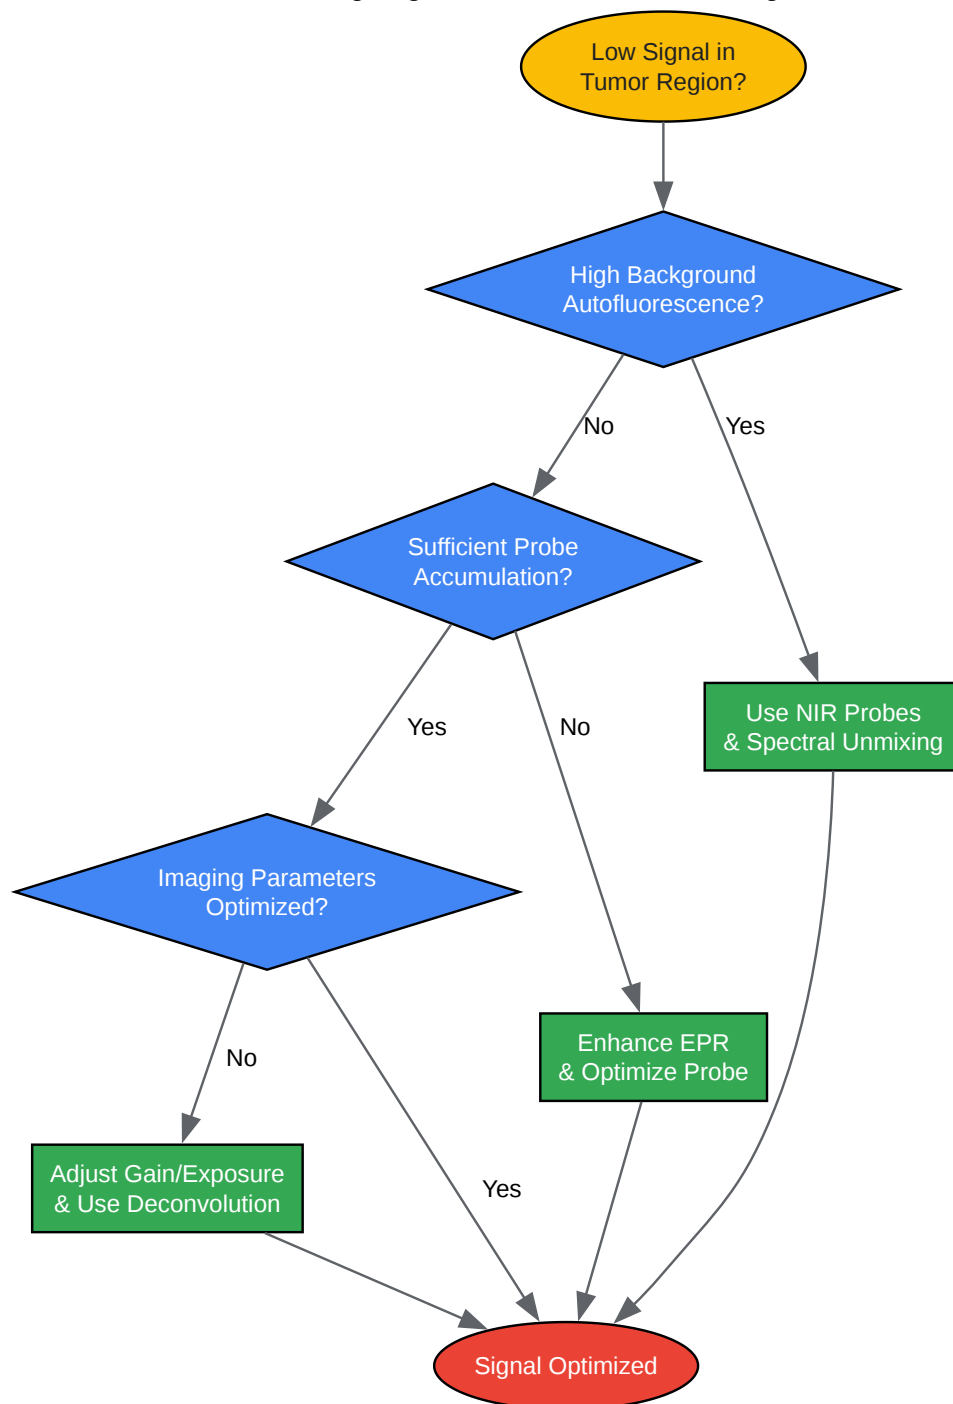 Low Signal in
Tumor Region?
High Background
Autofluorescence?
No
Yes
Sufficient Probe
Accumulation?
Yes
No
Use NIR Probes
& Spectral Unmixing
Imaging Parameters
Optimized?
No
Enhance EPR
& Optimize Probe
Adjust Gain/Exposure
& Use Deconvolution
Yes
Signal Optimized